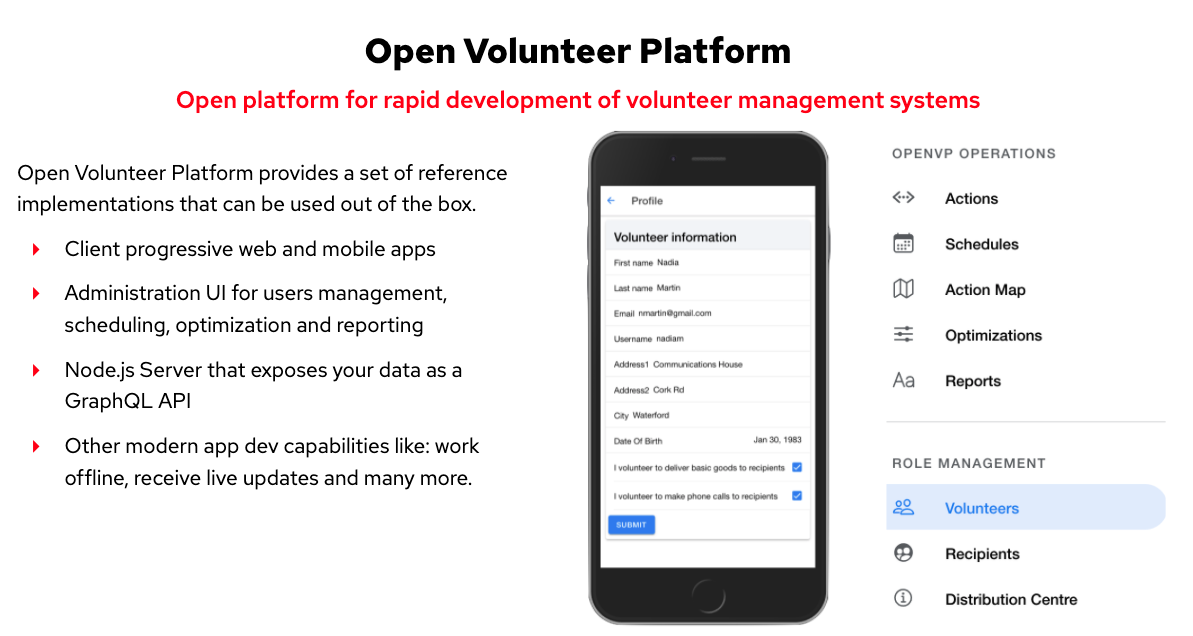 Open Volunteer Platform
Open platform for rapid development of volunteer management systems
Open Volunteer Platform provides a set of reference
implementations that can be used out of the box.
Client progressive web and mobile apps
Administration UI for users management,
scheduling, optimization and reporting
Node.js Server that exposes your data as a
GraphQL API
Other modern app dev capabilities like: work
offline, receive live updates and many more.
Profile
Volunteer information
First name Nadia
Last name Martin
Email nmartin@gmail.com
Username nadiam
Address1 Communications House
Address2 Cork Rd
City Waterford
Date Of Birth Jan 30, 1983
I volunteer to deliver basic goods to recipients
I volunteer to make phone calls to recipients
SUBMIT
OPENVP OPERATIONS
Actions
Schedules
Action Map
Optimizations
Aa Reports
ROLE MANAGEMENT
Volunteers
Recipients
Distribution Centre